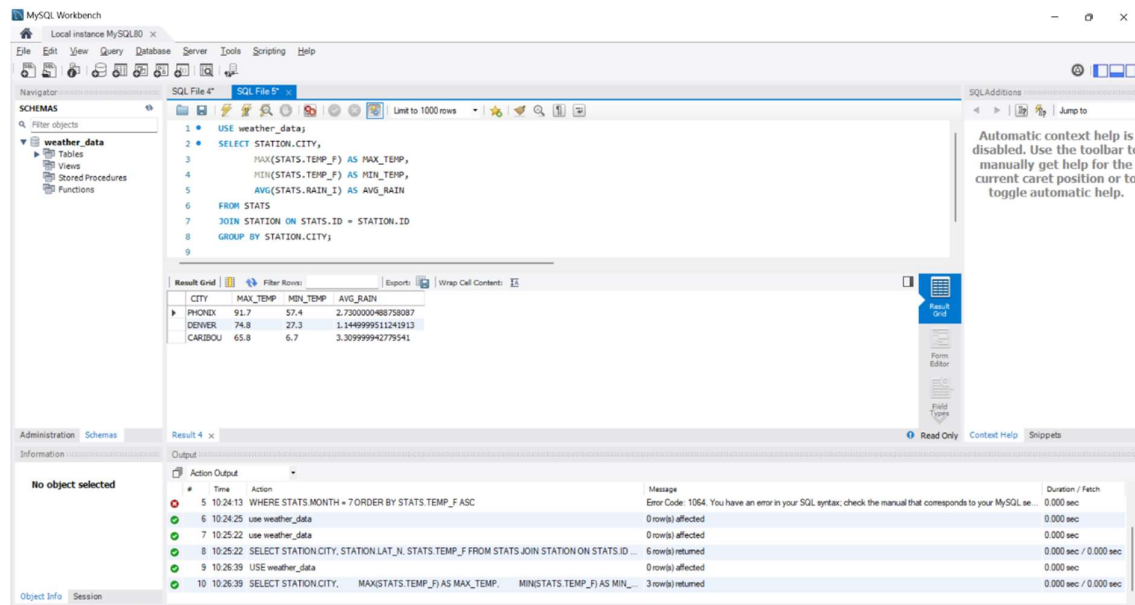 MySQL Workbench
Local instance MySQL80 ×
File Edit View Query Database Server Tools Scripting Help
Navigator
SCHEMAS
Filter objects
weather_data
Tables
Views
Stored Procedures
Functions
Administration Schemas
Information
No object selected
Object Info Session
SQL File 4* SQL File 5* ×
Limit to 1000 rows
1 USE weather_data;
2 SELECT STATION.CITY,
3 MAX(STATS.TEMP_F) AS MAX_TEMP,
4 MIN(STATS.TEMP_F) AS MIN_TEMP,
5 AVG(STATS.RAIN_I) AS AVG_RAIN
6 FROM STATS
7 JOIN STATION ON STATS.ID = STATION.ID
8 GROUP BY STATION.CITY;
9
Result Grid Filter Rows: Export: Wrap Cell Content:
CITY MAX_TEMP MIN_TEMP AVG_RAIN
PHONIX 91.7 57.4 2.7300000488758087
DENVER 74.8 27.3 1.1449999511241913
CARIBOU 65.8 6.7 3.309999942779541
Result Grid
Form Editor
Field Types
Result 4 × Read Only
SQLAdditions
Jump to
Automatic context help is
disabled. Use the toolbar to
manually get help for the
current caret position or to
toggle automatic help.
Context Help Snippets
Output
Action Output
# Time Action Message Duration / Fetch
5 10:24:13 WHERE STATS.MONTH = 7 ORDER BY STATS.TEMP_F ASC Error Code: 1064. You have an error in your SQL syntax; check the manual that corresponds to your MySQL se... 0.000 sec
6 10:24:25 use weather_data 0 row(s) affected 0.000 sec
7 10:25:22 use weather_data 0 row(s) affected 0.000 sec
8 10:25:22 SELECT STATION.CITY, STATION.LAT_N, STATS.TEMP_F FROM STATS JOIN STATION ON STATS.ID ... 6 row(s) returned 0.000 sec / 0.000 sec
9 10:26:39 USE weather_data 0 row(s) affected 0.000 sec
10 10:26:39 SELECT STATION.CITY, MAX(STATS.TEMP_F) AS MAX_TEMP, MIN(STATS.TEMP_F) AS MIN_... 3 row(s) returned 0.000 sec / 0.000 sec